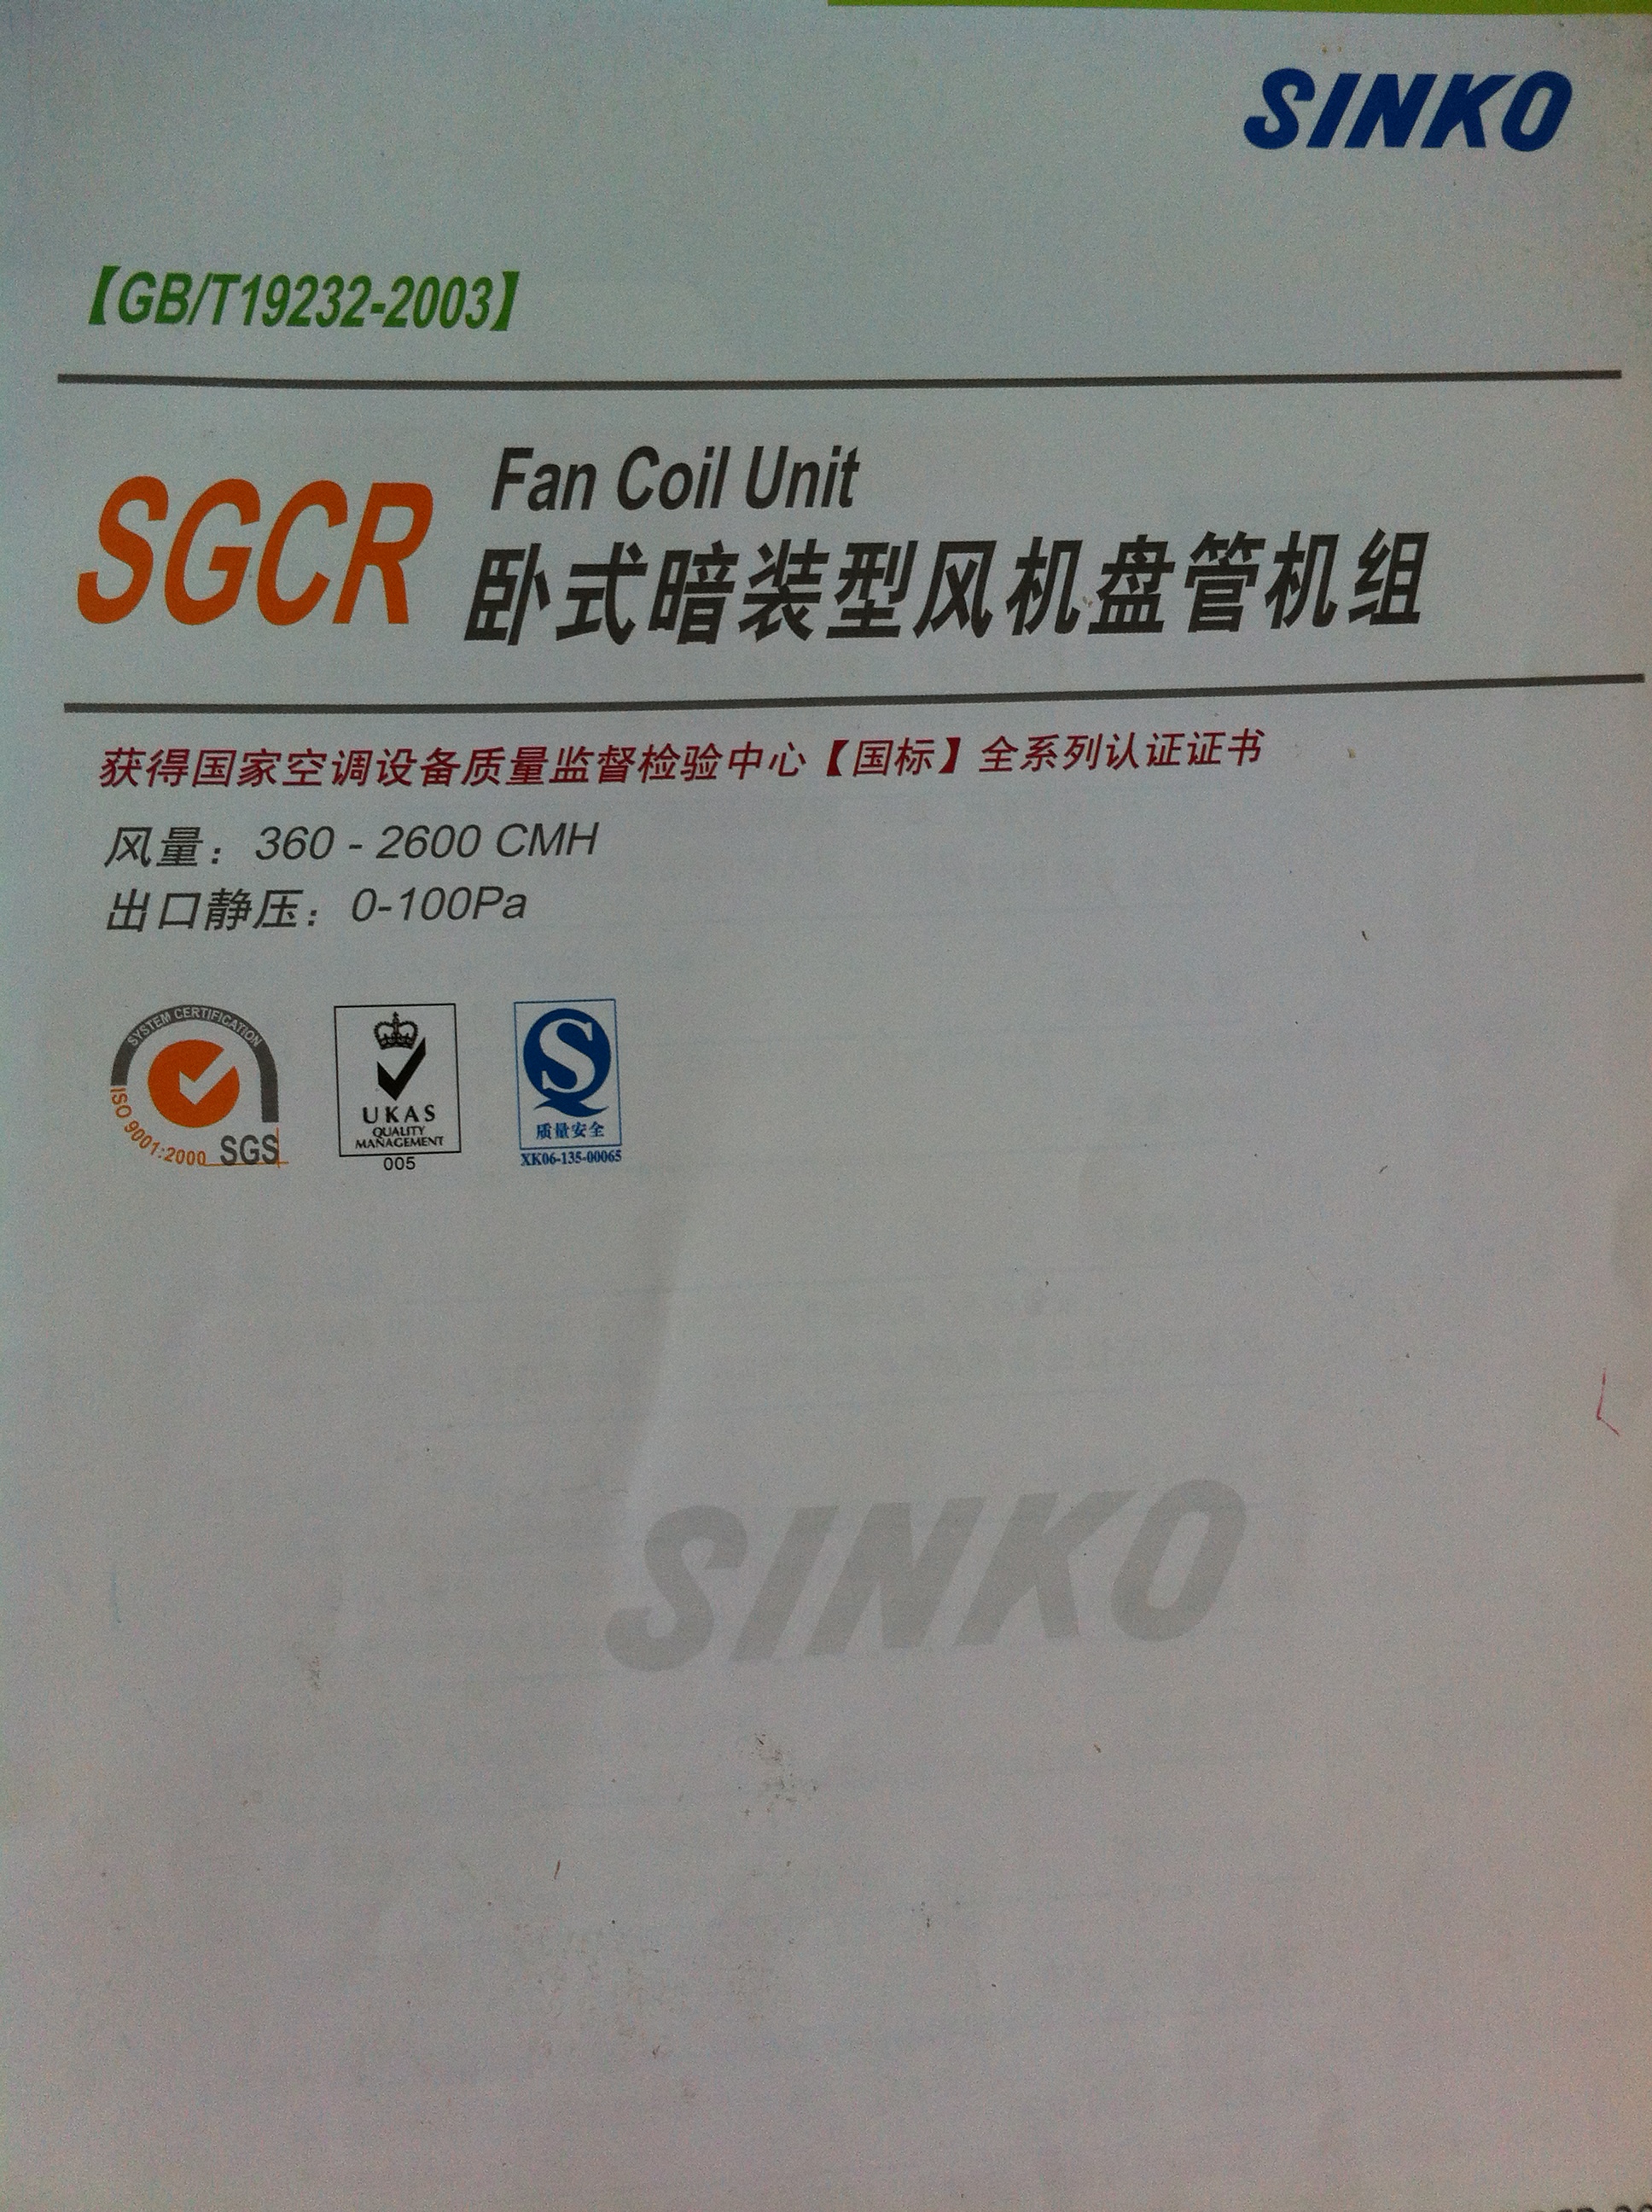 SINKO
【GB/T19232-2003】
Fan Coil Unit
SGCR 卧式暗装型风机盘管机组
获得国家空调设备质量监督检验中心【国标】全系列认证证书
风量：360 - 2600 CMH
出口静压：0-100Pa
SYSTEM CERTIFICATION
ISO 9001:2000 SGS
UKAS
QUALITY
MANAGEMENT
005
质量安全
XK06-135-00065
SINKO